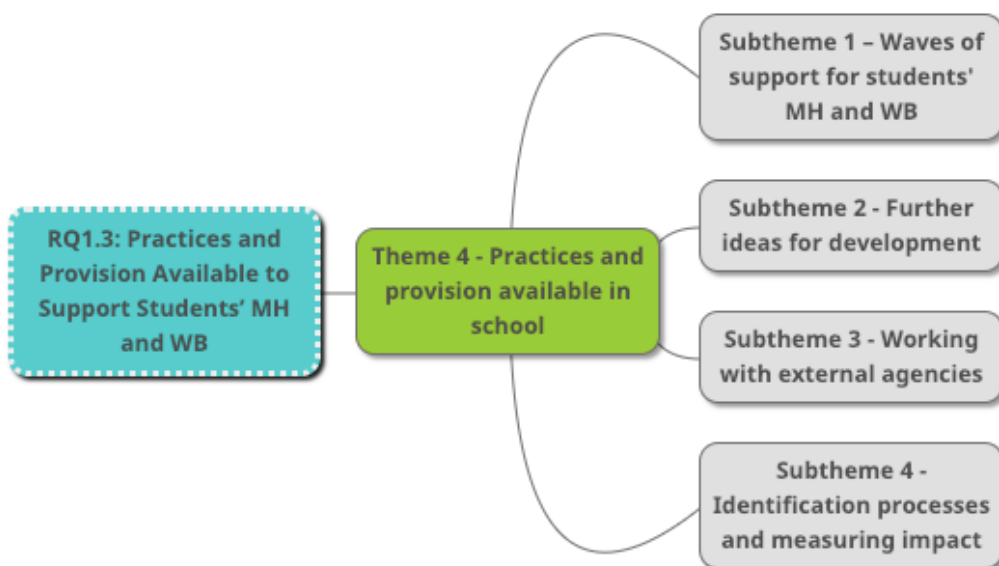 RQ1.3: Practices and
Provision Available to
Support Students’ MH
and WB
Theme 4 - Practices and
provision available in
school
Subtheme 1 – Waves of
support for students'
MH and WB
Subtheme 2 - Further
ideas for development
Subtheme 3 - Working
with external agencies
Subtheme 4 -
Identification processes
and measuring impact